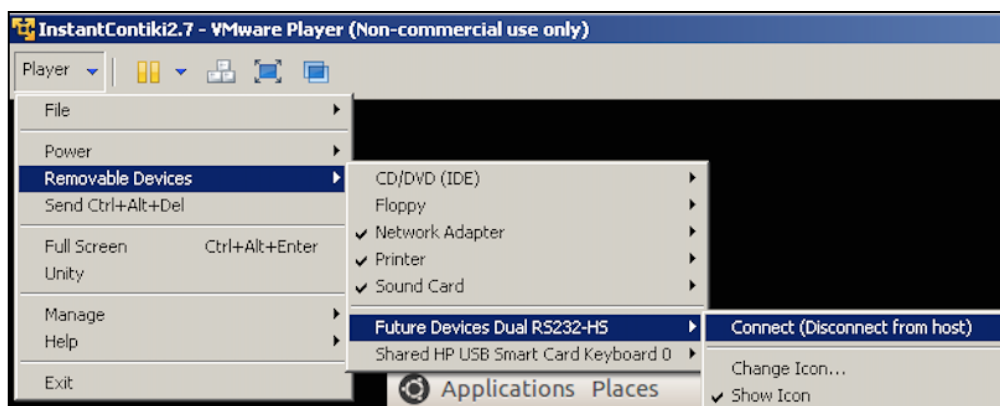 InstantContiki2.7 - VMware Player (Non-commercial use only)
Player
File
Power
Removable Devices
Send Ctrl+Alt+Del
Full Screen Ctrl+Alt+Enter
Unity
Manage
Help
Exit
CD/DVD (IDE)
Floppy
Network Adapter
Printer
Sound Card
Future Devices Dual RS232-HS
Shared HP USB Smart Card Keyboard 0
Connect (Disconnect from host)
Change Icon...
Show Icon
Applications Places